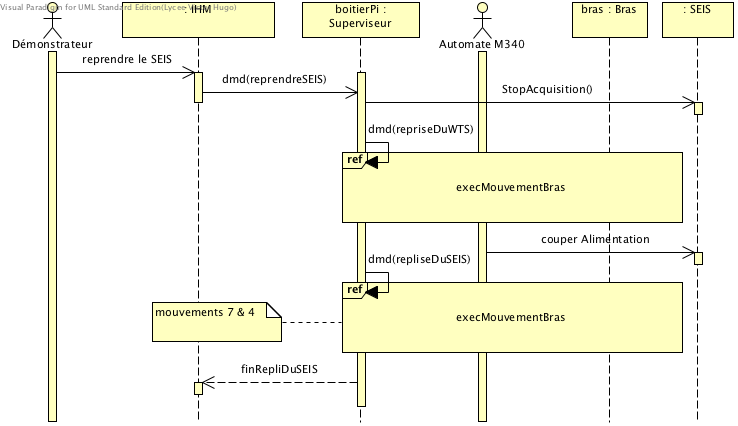 Visual Paradigm for UML Standard Edition(Lycee Victor Hugo)
: IHM
boitierPi :
Superviseur
bras : Bras
: SEIS
Démonstrateur
Automate M340
reprendre le SEIS
dmd(reprendreSEIS)
StopAcquisition()
dmd(repriseDuWTS)
ref
execMouvementBras
couper Alimentation
dmd(repliseDuSEIS)
ref
mouvements 7 & 4
execMouvementBras
finRepliDuSEIS